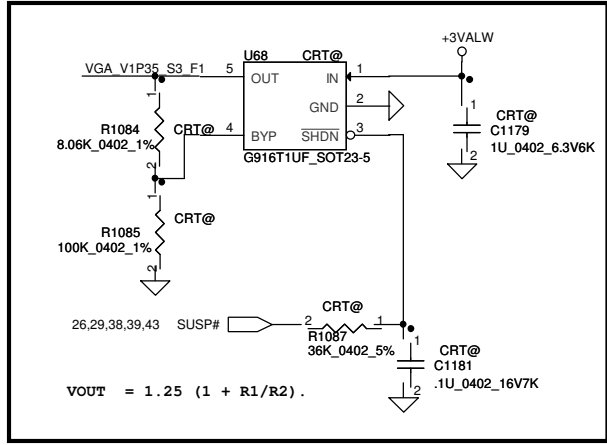 +3VALW
U68 CRT@
VGA_V1P35_S3_F1 5 OUT IN 1
GND 2
R1084 CRT@ 4 BYP SHDN 3
8.06K_0402_1%
G916T1UF_SOT23-5
1
2
1
CRT@
C1179
1U_0402_6.3V6K
2
1
CRT@
R1085
100K_0402_1%
2
CRT@
26,29,38,39,43 SUSP# 2 1
R1087
36K_0402_5%
1
CRT@
C1181
.1U_0402_16V7K
2
VOUT = 1.25 (1 + R1/R2).